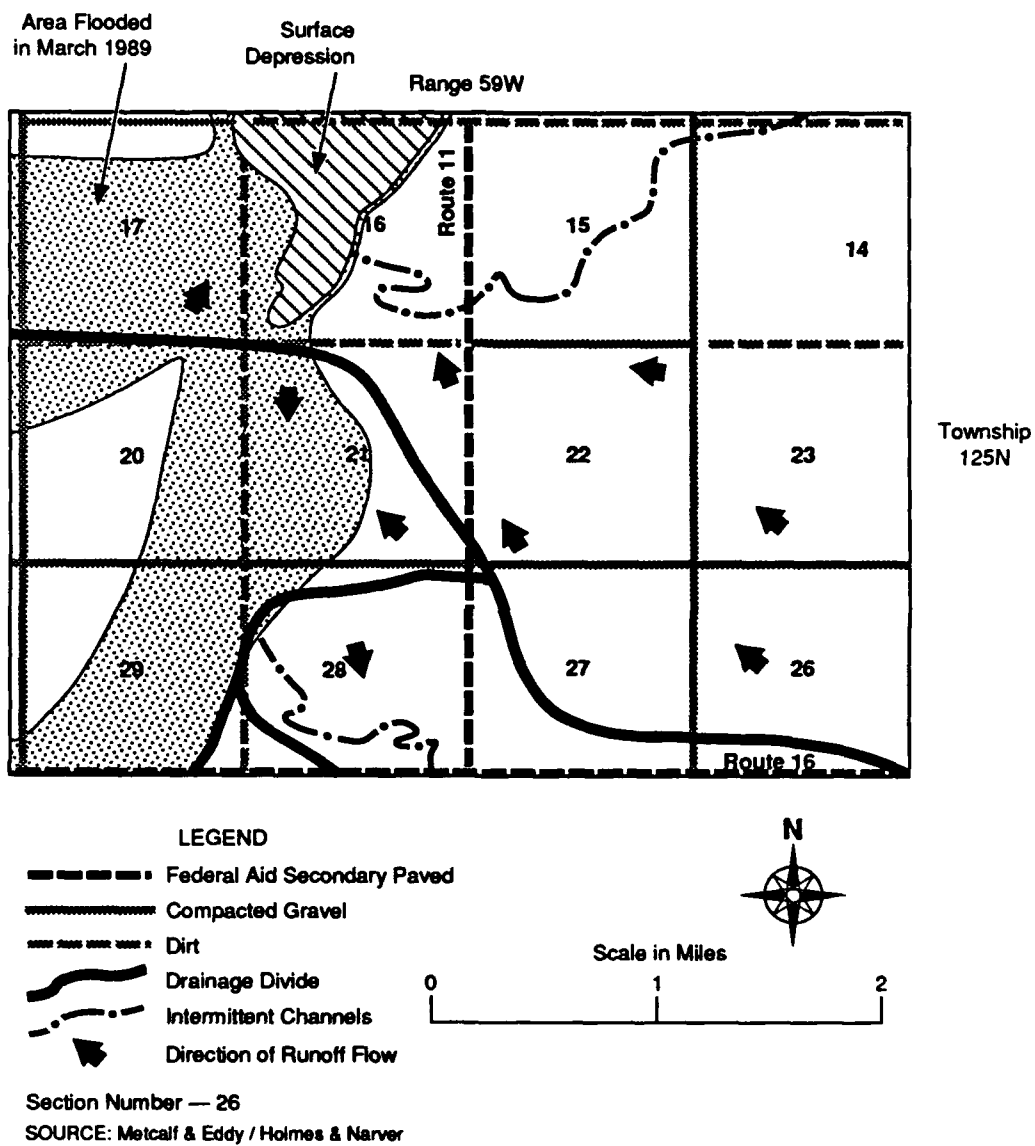 Area Flooded
in March 1989
Surface
Depression
Range 59W
Route 11
17
16
15
14
20
21
22
23
Township
125N
29
28
27
26
Route 16
LEGEND
Federal Aid Secondary Paved
Compacted Gravel
Dirt
Drainage Divide
Intermittent Channels
Direction of Runoff Flow
N
Scale in Miles
0 1 2
Section Number — 26
SOURCE: Metcalf & Eddy / Holmes & Narver